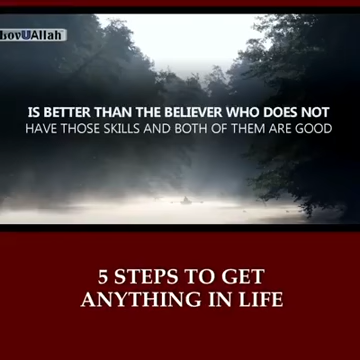 IlovUAllah
IS BETTER THAN THE BELIEVER WHO DOES NOT
HAVE THOSE SKILLS AND BOTH OF THEM ARE GOOD
5 STEPS TO GET
ANYTHING IN LIFE